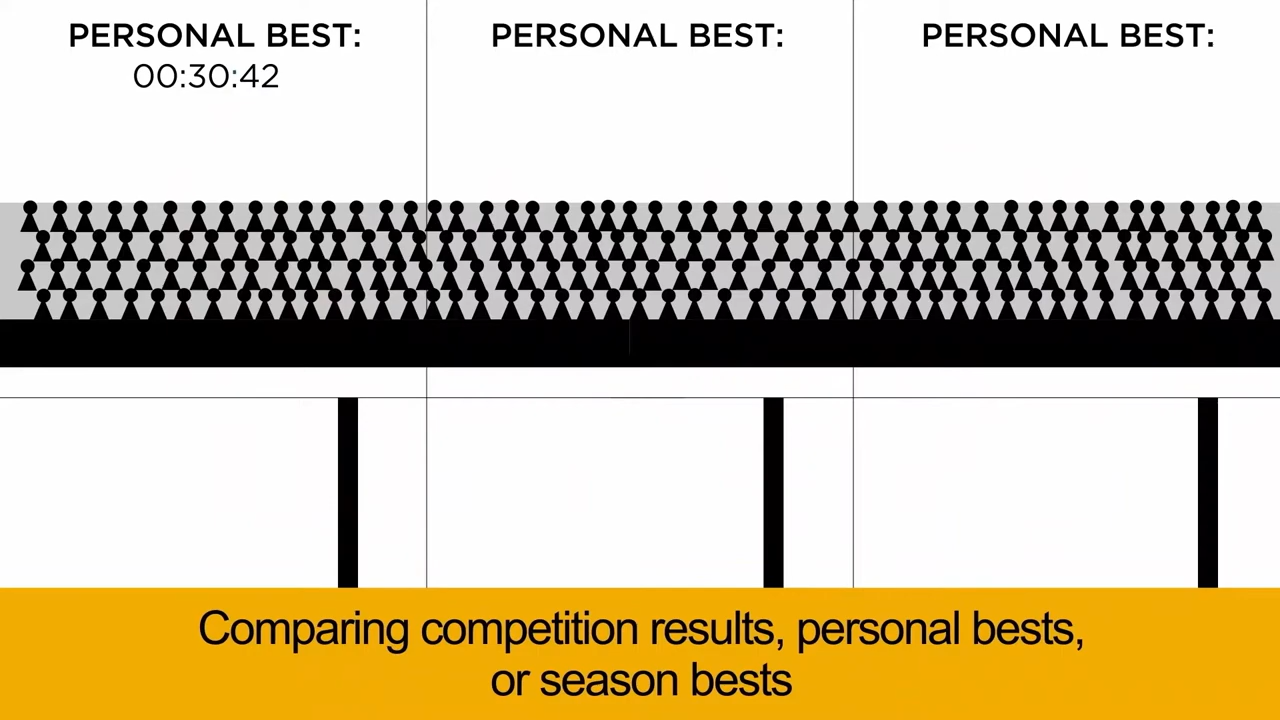 PERSONAL BEST:
00:30:42
PERSONAL BEST:
PERSONAL BEST:
Comparing competition results, personal bests,
or season bests